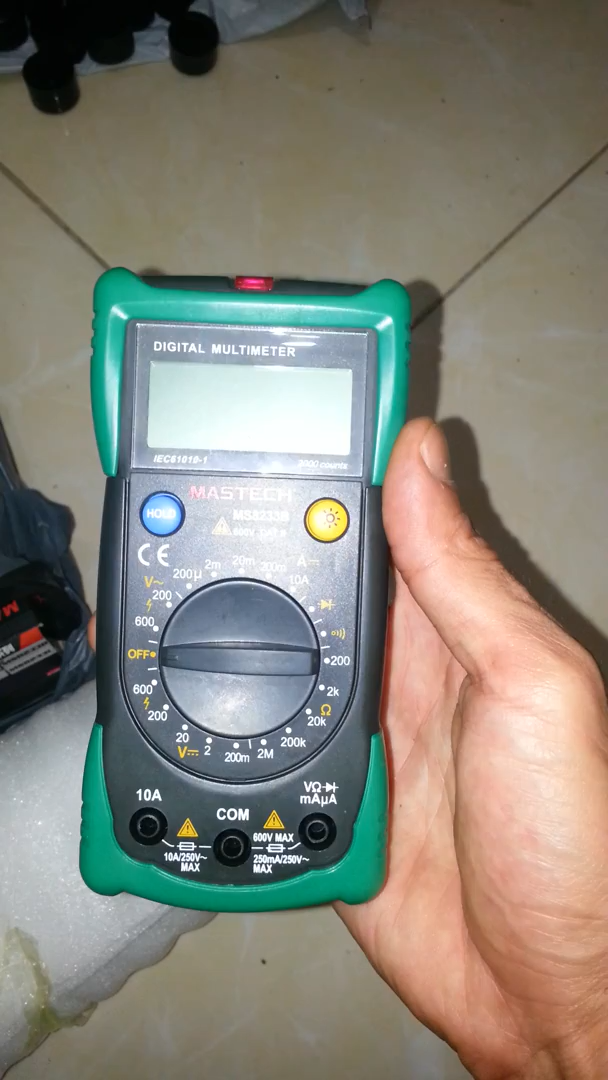 DIGITAL MULTIMETER
IEC61010-1
counts
MASTECH
HOLD
CE
600V
V~
200µ
2m
20m
200m
A
10A
200
600
OFF
600
200
20
V
2
200m
2M
200k
20k
Ω
2k
200
10A
COM
VΩ
mAµA
10A/250V~
MAX
600V MAX
250mA/250V~
MAX